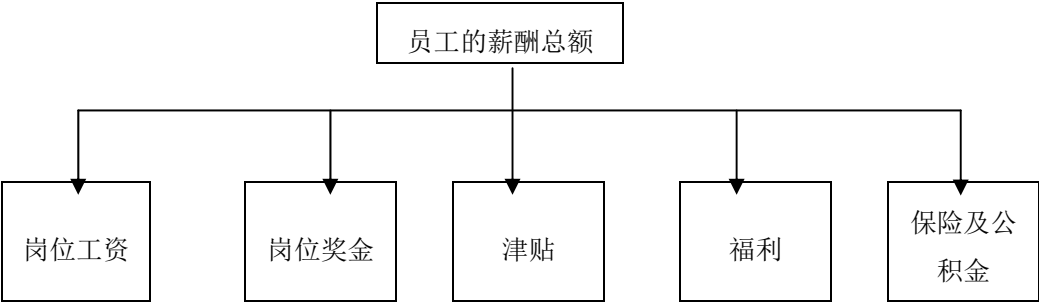 员工的薪酬总额
岗位工资
岗位奖金
津贴
福利
保险及公
积金